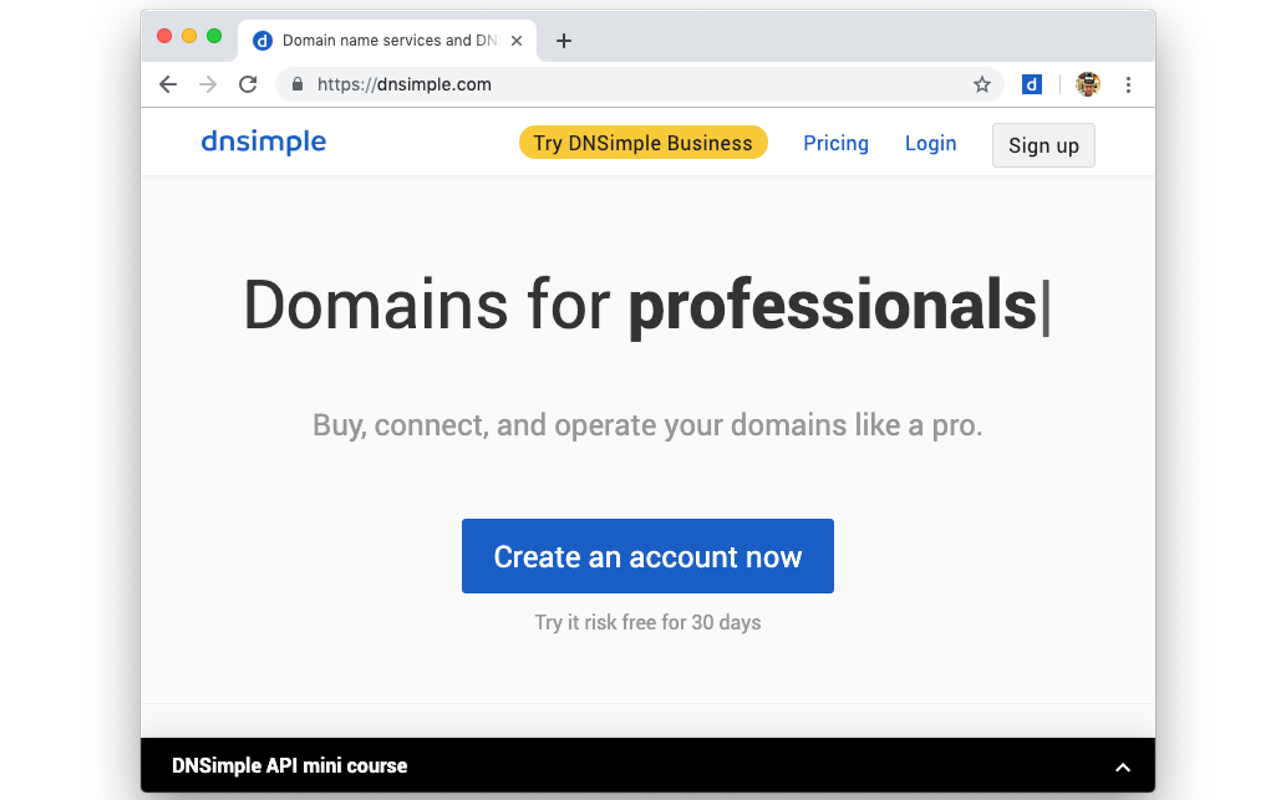 Domain name services and DN
https://dnsimple.com
dnsimple
Try DNSimple Business
Pricing
Login
Sign up
Domains for professionals
Buy, connect, and operate your domains like a pro.
Create an account now
Try it risk free for 30 days
DNSimple API mini course